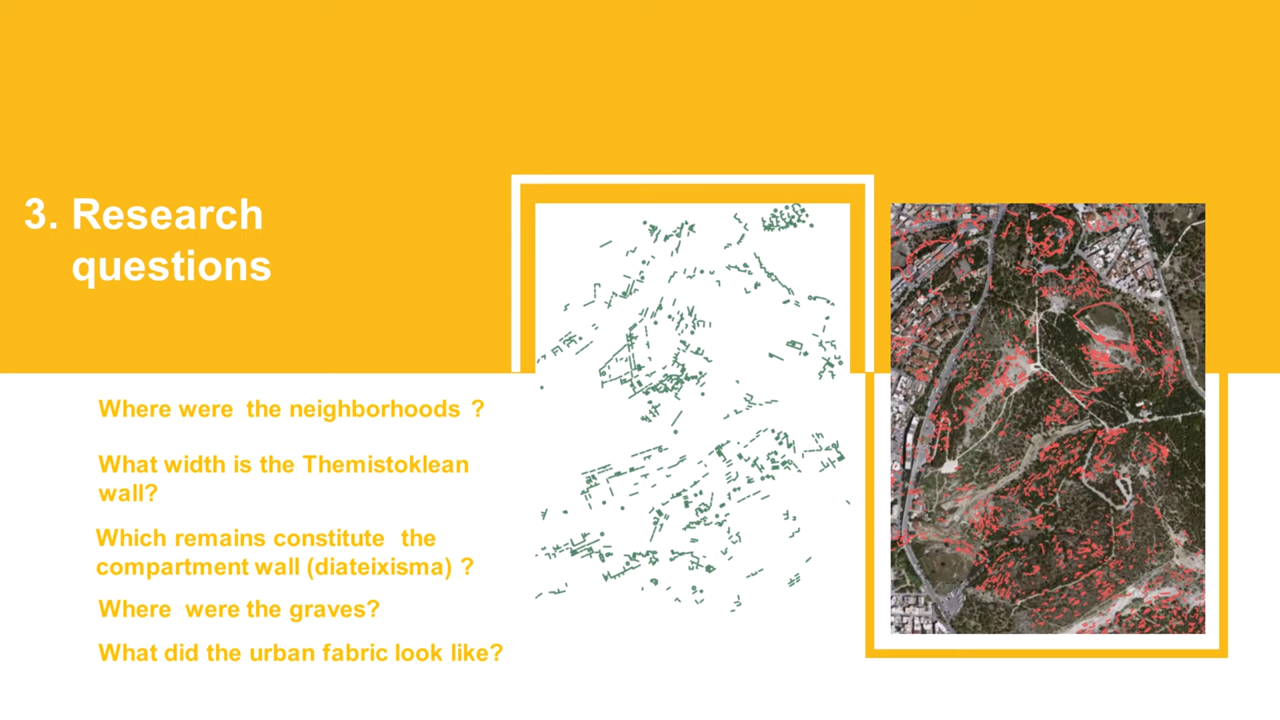 3. Research
questions
Where were the neighborhoods ?
What width is the Themistoklean
wall?
Which remains constitute the
compartment wall (diateixisma) ?
Where were the graves?
What did the urban fabric look like?